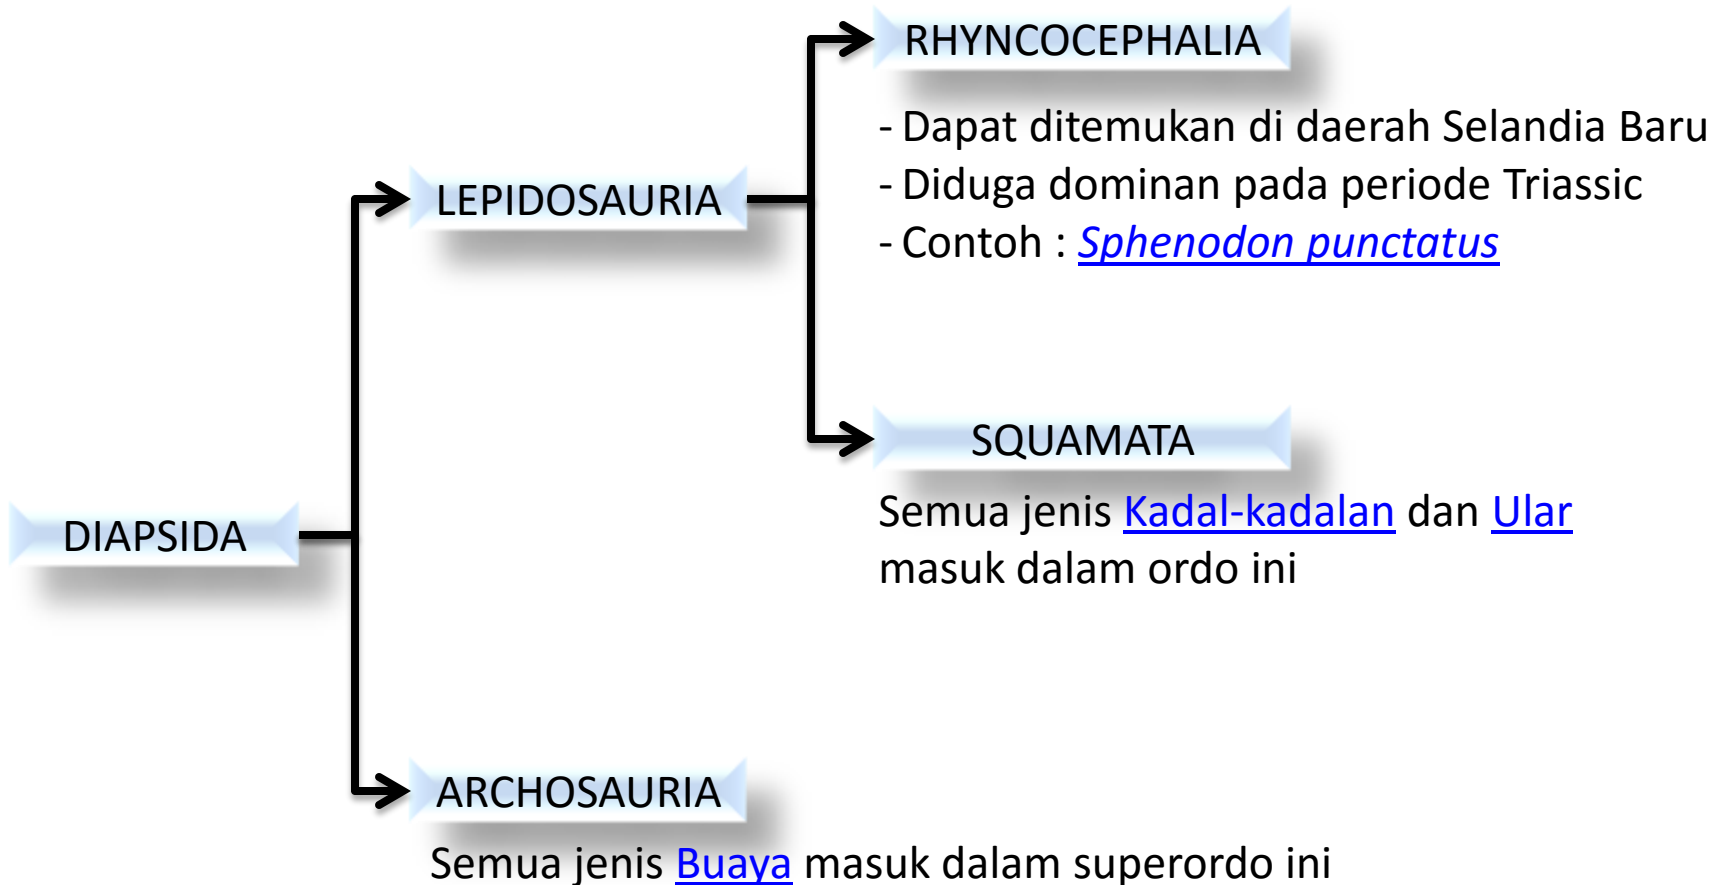 RHYNCOCEPHALIA
- Dapat ditemukan di daerah Selandia Baru
- Diduga dominan pada periode Triassic
- Contoh : Sphenodon punctatus
LEPIDOSAURIA
SQUAMATA
Semua jenis Kadal-kadalan dan Ular
masuk dalam ordo ini
DIAPSIDA
ARCHOSAURIA
Semua jenis Buaya masuk dalam superordo ini